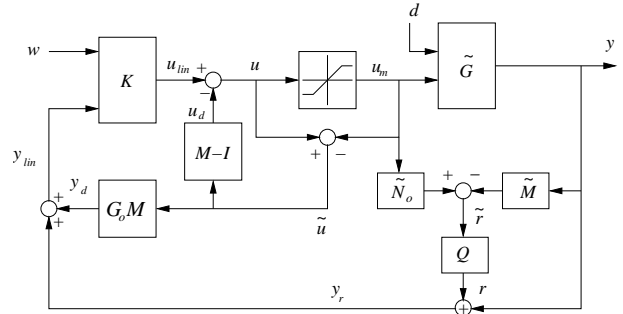 d
w
K
u_lin
+
−
u
u_m
G̃
y
u_d
M−I
+
−
y_lin
y_d
+
+
G_oM
ũ
Ñ_o
+
−
M̃
r̃
Q
r
y_r
+